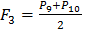 F₃ = (P₉+P₁₀)/2